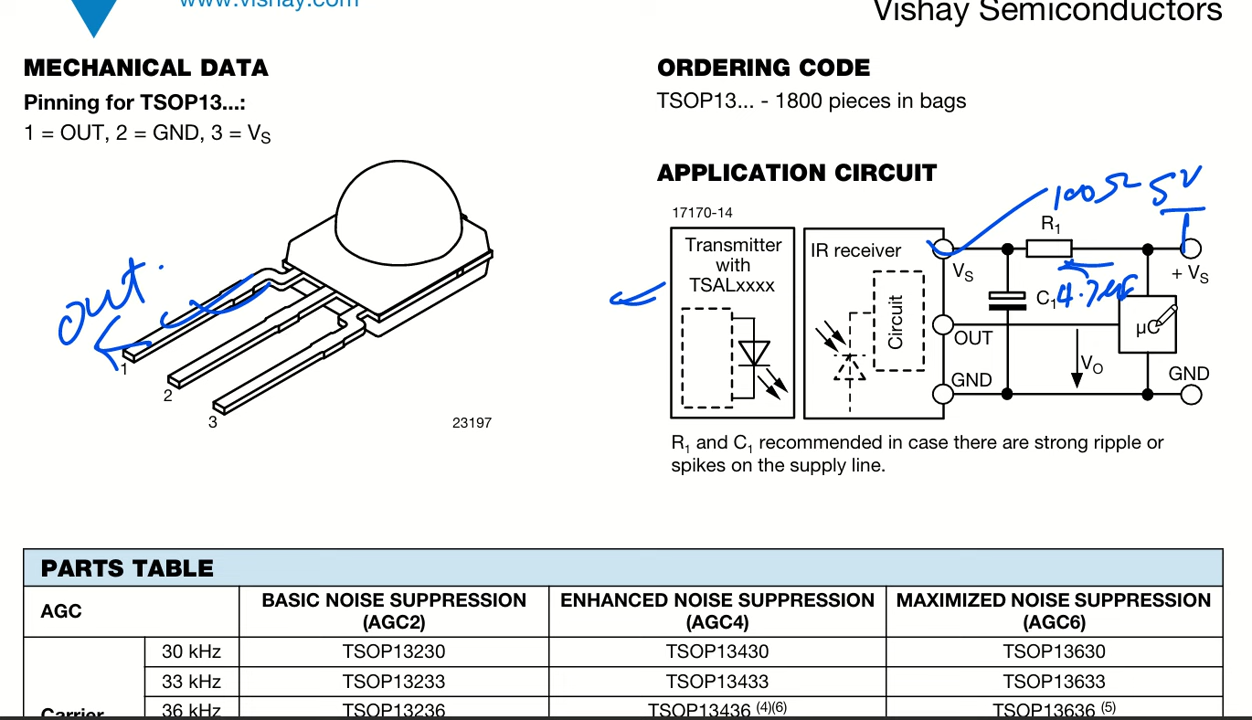 www.vishay.com
Vishay Semiconductors
MECHANICAL DATA
Pinning for TSOP13...:
1 = OUT, 2 = GND, 3 = VS
out.
1
2
3
23197
ORDERING CODE
TSOP13... - 1800 pieces in bags
APPLICATION CIRCUIT
100Ω 5V
17170-14
Transmitter
with
TSALxxxx
IR receiver
Circuit
R1
VS
+ VS
C1 4.7uF
µC
OUT
VO
GND
GND
R1 and C1 recommended in case there are strong ripple or
spikes on the supply line.
PARTS TABLE
AGC
BASIC NOISE SUPPRESSION
(AGC2)
ENHANCED NOISE SUPPRESSION
(AGC4)
MAXIMIZED NOISE SUPPRESSION
(AGC6)
Carrier
30 kHz TSOP13230 TSOP13430 TSOP13630
33 kHz TSOP13233 TSOP13433 TSOP13633
36 kHz TSOP13236 TSOP13436 (4)(6) TSOP13636 (5)